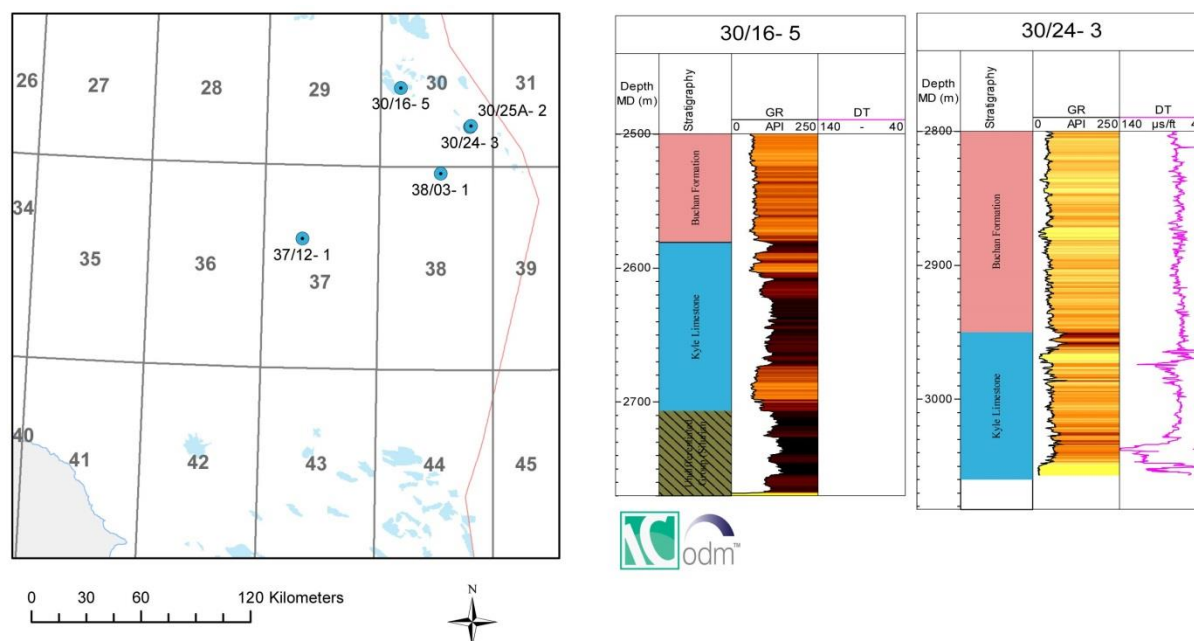 26
27
28
29
30
31
30/16- 5
30/25A- 2
30/24- 3
38/03- 1
34
35
36
37/12- 1
37
38
39
40
41
42
43
44
45
0 30 60 120 Kilometers
N
30/16- 5
Depth
MD (m)
Stratigraphy
GR
0 API 250
DT
140 - 40
2500
2600
2700
Buchan Formation
Kyle Limestone
odm™
30/24- 3
Depth
MD (m)
Stratigraphy
GR
0 API 250
DT
140 µs/ft 4
2800
2900
3000
Buchan Formation
Kyle Limestone